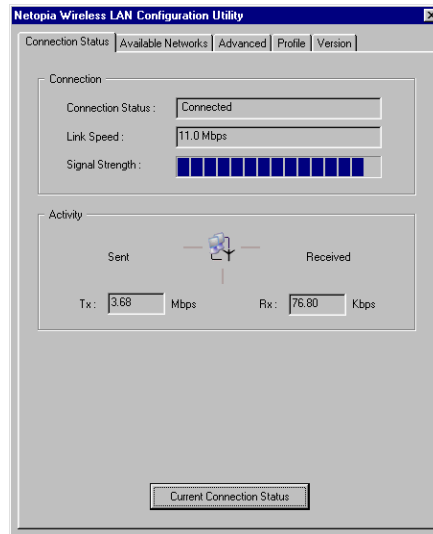 Netopia Wireless LAN Configuration Utility
Connection Status Available Networks Advanced Profile Version
Connection
Connection Status : Connected
Link Speed : 11.0 Mbps
Signal Strength :
Activity
Sent Received
Tx : 3.68 Mbps Rx : 76.80 Kbps
Current Connection Status